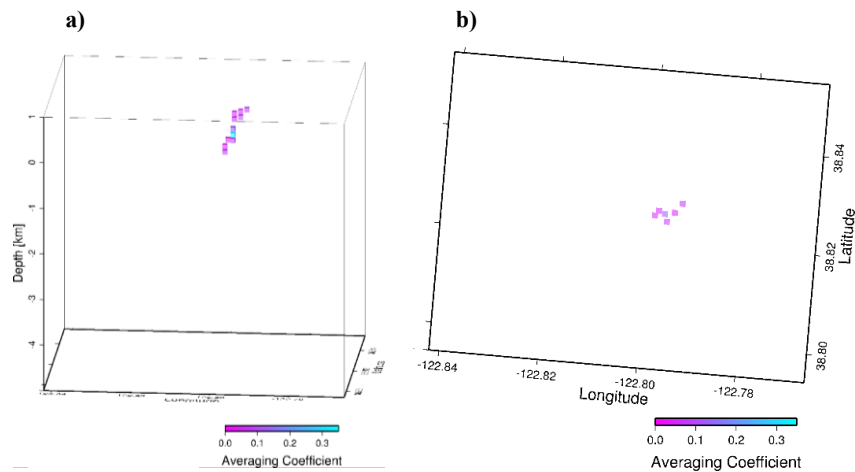 a)
b)
Depth [km]
1
0
-1
-2
-3
-4
0.0 0.1 0.2 0.3
Averaging Coefficient
38.84
38.82
38.80
Latitude
-122.84 -122.82 -122.80 -122.78
Longitude
0.0 0.1 0.2 0.3
Averaging Coefficient